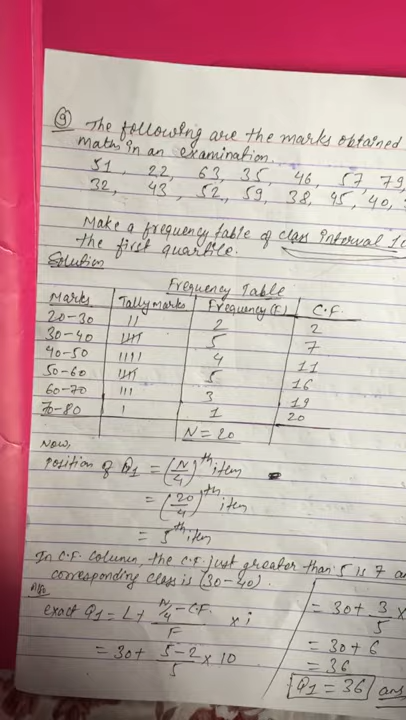 9 The following are the marks obtained
maths in an examination.
51, 22, 63, 35, 46, 57, 79,
32, 43, 52, 59, 38, 45, 40,
Make a frequency table of class interval 10
the first quartile.
Solution
Frequency Table
Marks Tally Marks Frequency(F) C.F.
20-30 || 2 2
30-40 𝍸 5 7
40-50 |||| 4 11
50-60 𝍸 5 16
60-70 ||| 3 19
70-80 | 1 20
N = 20
Now,
Position of Q1 = (N/4)th item
= (20/4)th item
= 5th item
In C.F. Column, the c.f. just greater than 5 is 7 an
corresponding class is (30-40).
exact Q1 = L + (N/4 - CF)/F × i
= 30 + (5-2)/5 × 10
= 30 + 3/5 ×
= 30 + 6
= 36
Q1 = 36 ans